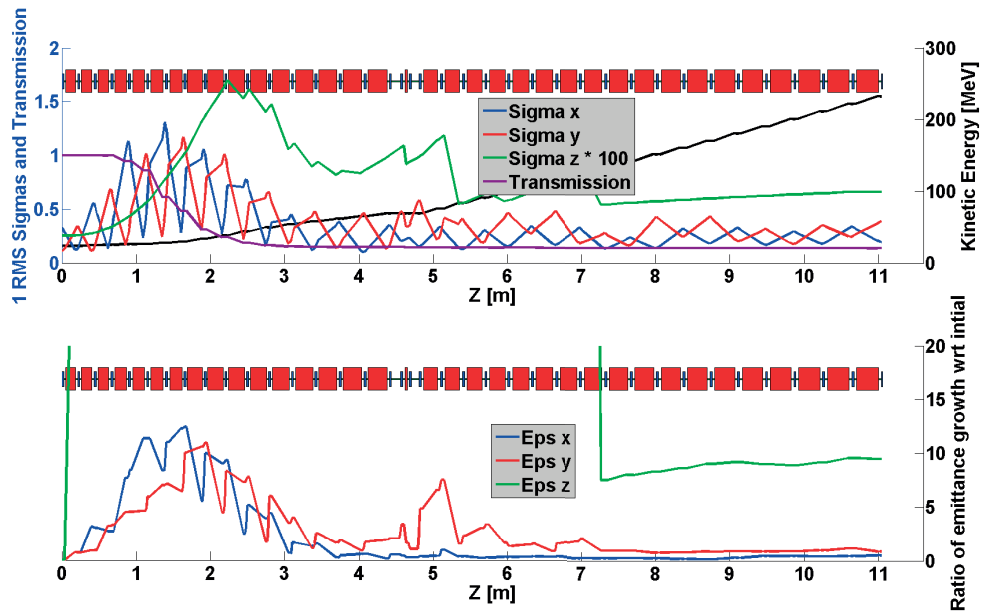 1 RMS Sigmas and Transmission
2
1.5
1
0.5
0
300
200
100
0
Kinetic Energy [MeV]
Sigma x
Sigma y
Sigma z * 100
Transmission
0 1 2 3 4 5 6 7 8 9 10 11
Z [m]
20
15
10
5
0
Ratio of emittance growth wrt intial
Eps x
Eps y
Eps z
0 1 2 3 4 5 6 7 8 9 10 11
Z [m]